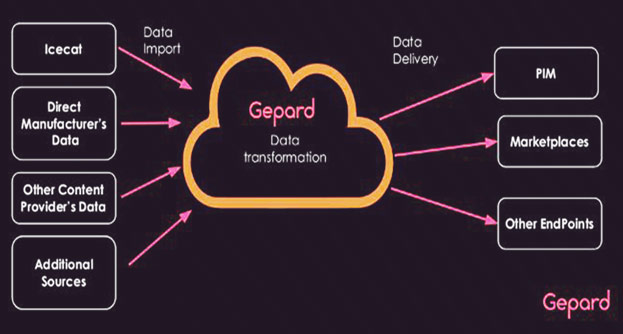 Icecat
Data
Import
Direct
Manufacturer's
Data
Other Content
Provider's Data
Additional
Sources
Gepard
Data
transformation
Data
Delivery
PIM
Marketplaces
Other EndPoints
Gepard